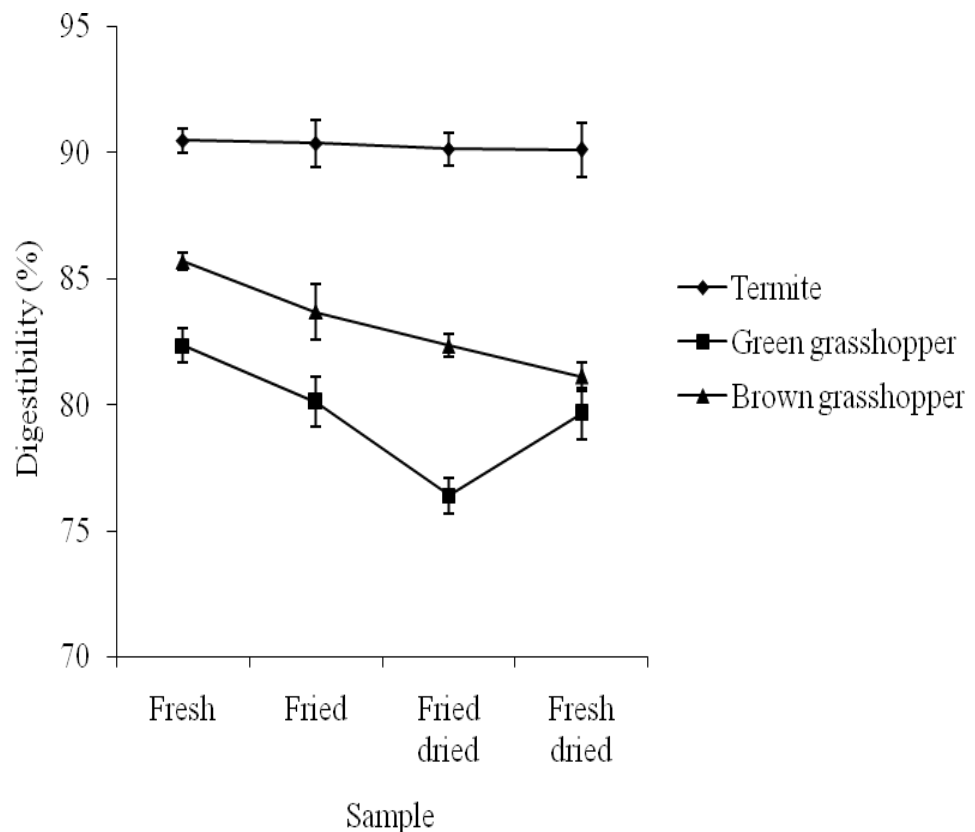 95
90
85
80
75
70
Digestibility (%)
Fresh
Fried
Fried dried
Fresh dried
Sample
Termite
Green grasshopper
Brown grasshopper